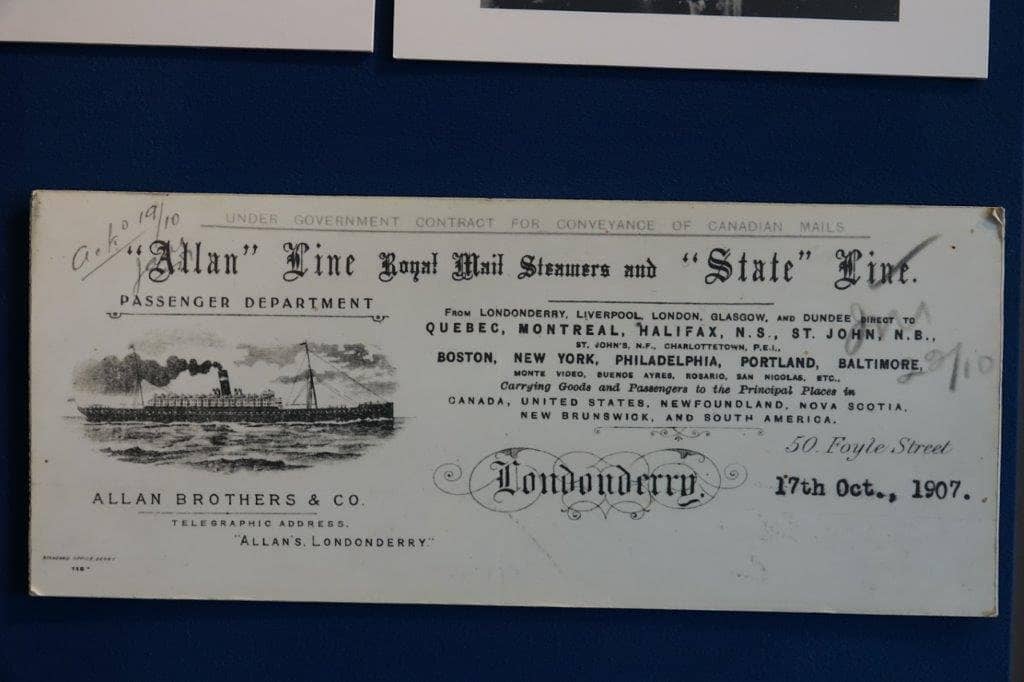 ackd 19/10
UNDER GOVERNMENT CONTRACT FOR CONVEYANCE OF CANADIAN MAILS
"Allan" Line Royal Mail Steamers and "State" Line.
PASSENGER DEPARTMENT
FROM LONDONDERRY, LIVERPOOL, LONDON, GLASGOW, AND DUNDEE DIRECT TO
QUEBEC, MONTREAL, HALIFAX, N.S., ST. JOHN, N.B.,
ST. JOHN'S, N.F., CHARLOTTETOWN, P.E.I.,
BOSTON, NEW YORK, PHILADELPHIA, PORTLAND, BALTIMORE,
MONTE VIDEO, BUENOS AYRES, ROSARIO, SAN NICOLAS, ETC.,
Carrying Goods and Passengers to the Principal Places in
CANADA, UNITED STATES, NEWFOUNDLAND, NOVA SCOTIA,
NEW BRUNSWICK, AND SOUTH AMERICA.
29/10
50. Foyle Street
Londonderry.
17th Oct., 1907.
ALLAN BROTHERS & CO.
TELEGRAPHIC ADDRESS.
"ALLAN'S, LONDONDERRY."